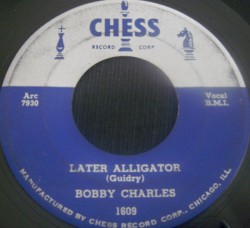 CHESS
RECORD CORP
Arc
7930
Vocal
B.M.I.
LATER ALLIGATOR
(Guidry)
BOBBY CHARLES
1609
MANUFACTURED BY CHESS RECORD CORP., CHICAGO, ILL.